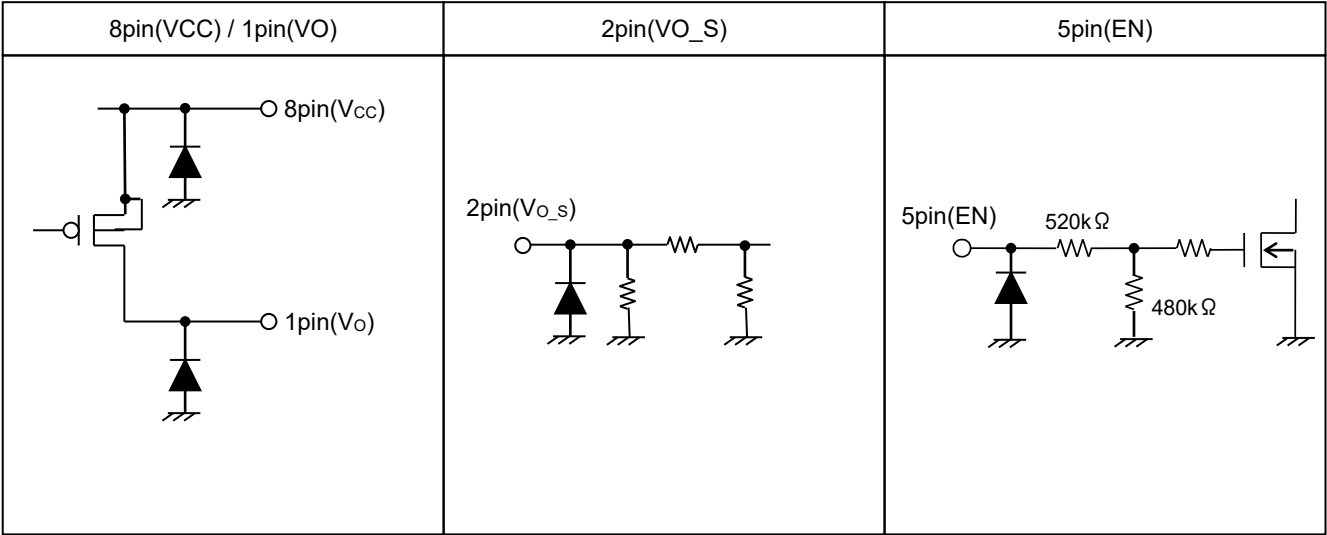 8pin(VCC) / 1pin(VO)
2pin(VO_S)
5pin(EN)
8pin(VCC)
1pin(VO)
2pin(VO_S)
5pin(EN)
520kΩ
480kΩ